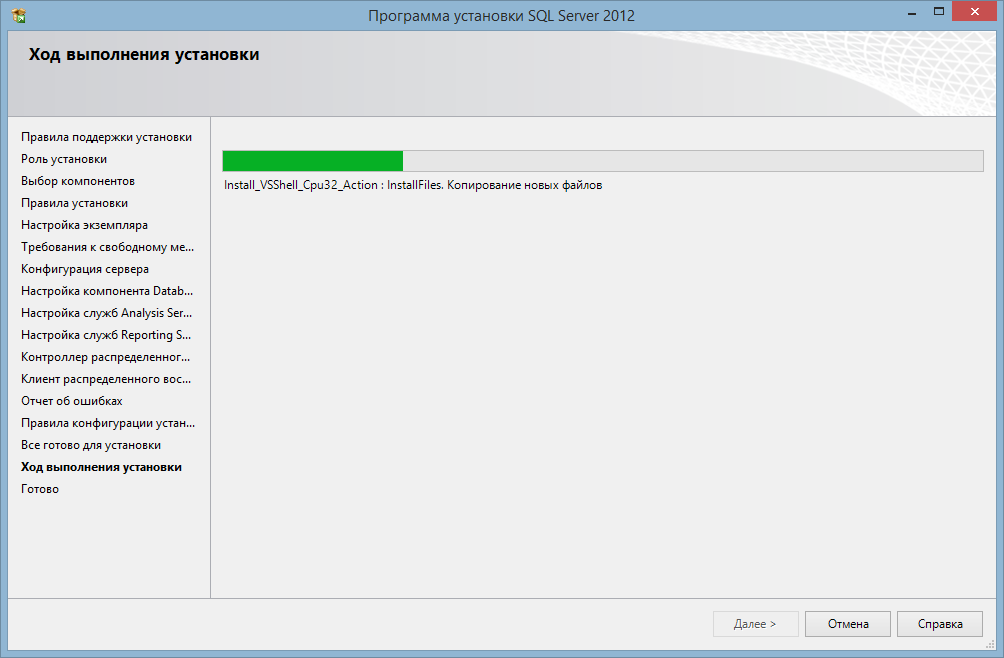 Программа установки SQL Server 2012
Ход выполнения установки
Правила поддержки установки
Роль установки
Выбор компонентов
Правила установки
Настройка экземпляра
Требования к свободному ме...
Конфигурация сервера
Настройка компонента Datab...
Настройка служб Analysis Ser...
Настройка служб Reporting S...
Контроллер распределенног...
Клиент распределенного вос...
Отчет об ошибках
Правила конфигурации устан...
Все готово для установки
Ход выполнения установки
Готово
Install_VSShell_Cpu32_Action : InstallFiles. Копирование новых файлов
Далее >
Отмена
Справка